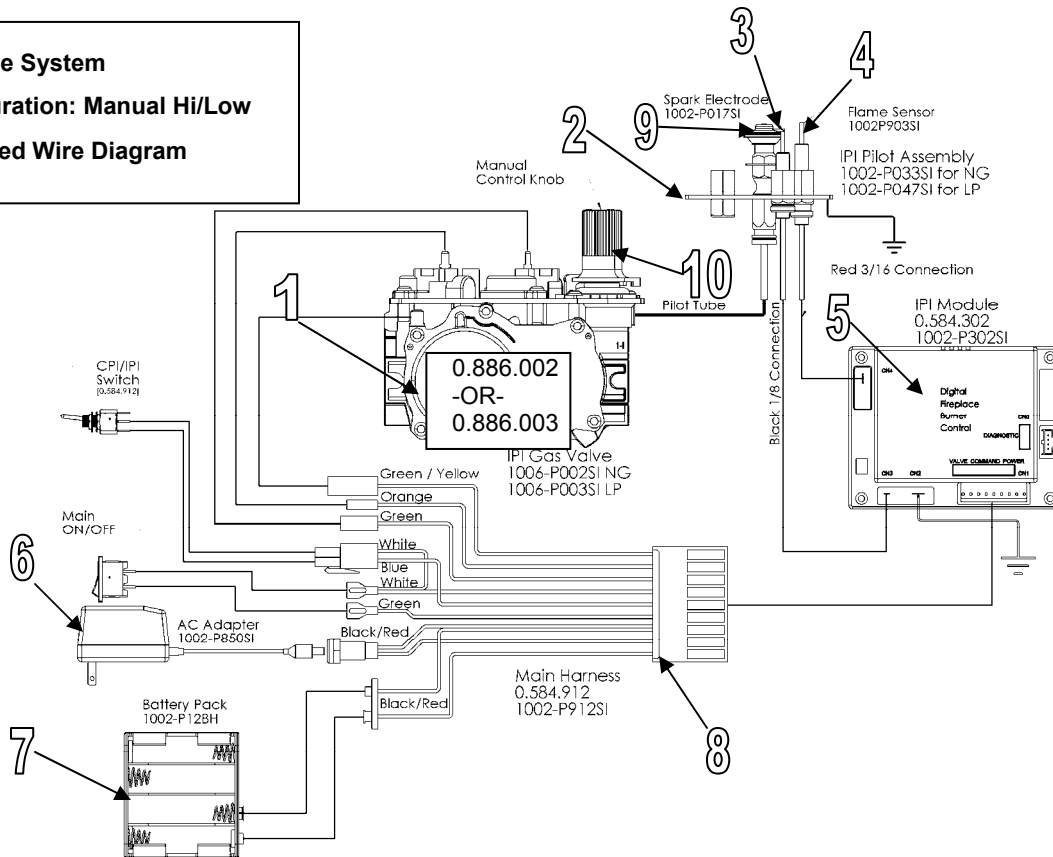 e System
uration: Manual Hi/Low
ed Wire Diagram
3
4
Spark Electrode
1002-P017SI
9
2
Flame Sensor
1002P903SI
IPI Pilot Assembly
1002-P033SI for NG
1002-P047SI for LP
Manual
Control Knob
10
Red 3/16 Connection
Pilot Tube
1
IPI Module
0.584.302
1002-P302SI
5
Black 1/8 Connection
CPI/IPI
Switch
[0.584.912]
0.886.002
-OR-
0.886.003
1-I
CN4
Digital
Fireplace
Burner
Control
DIAGNOSTIC
VALVE COMMAND POWER
CN3
CN2
CN1
IPI Gas Valve
1006-P002SI NG
1006-P003SI LP
Green / Yellow
Orange
Green
White
Blue
White
Green
Black/Red
Main
ON/OFF
6
AC Adapter
1002-P850SI
Main Harness
0.584.912
1002-P912SI
8
Battery Pack
1002-P12BH
Black/Red
7